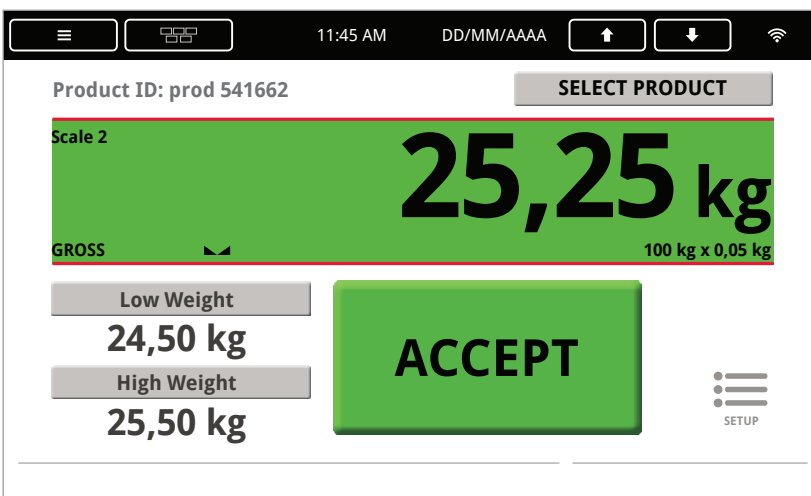 11:45 AM DD/MM/AAAA
Product ID: prod 541662
SELECT PRODUCT
Scale 2
25,25 kg
GROSS
100 kg x 0,05 kg
Low Weight
24,50 kg
High Weight
25,50 kg
ACCEPT
SETUP